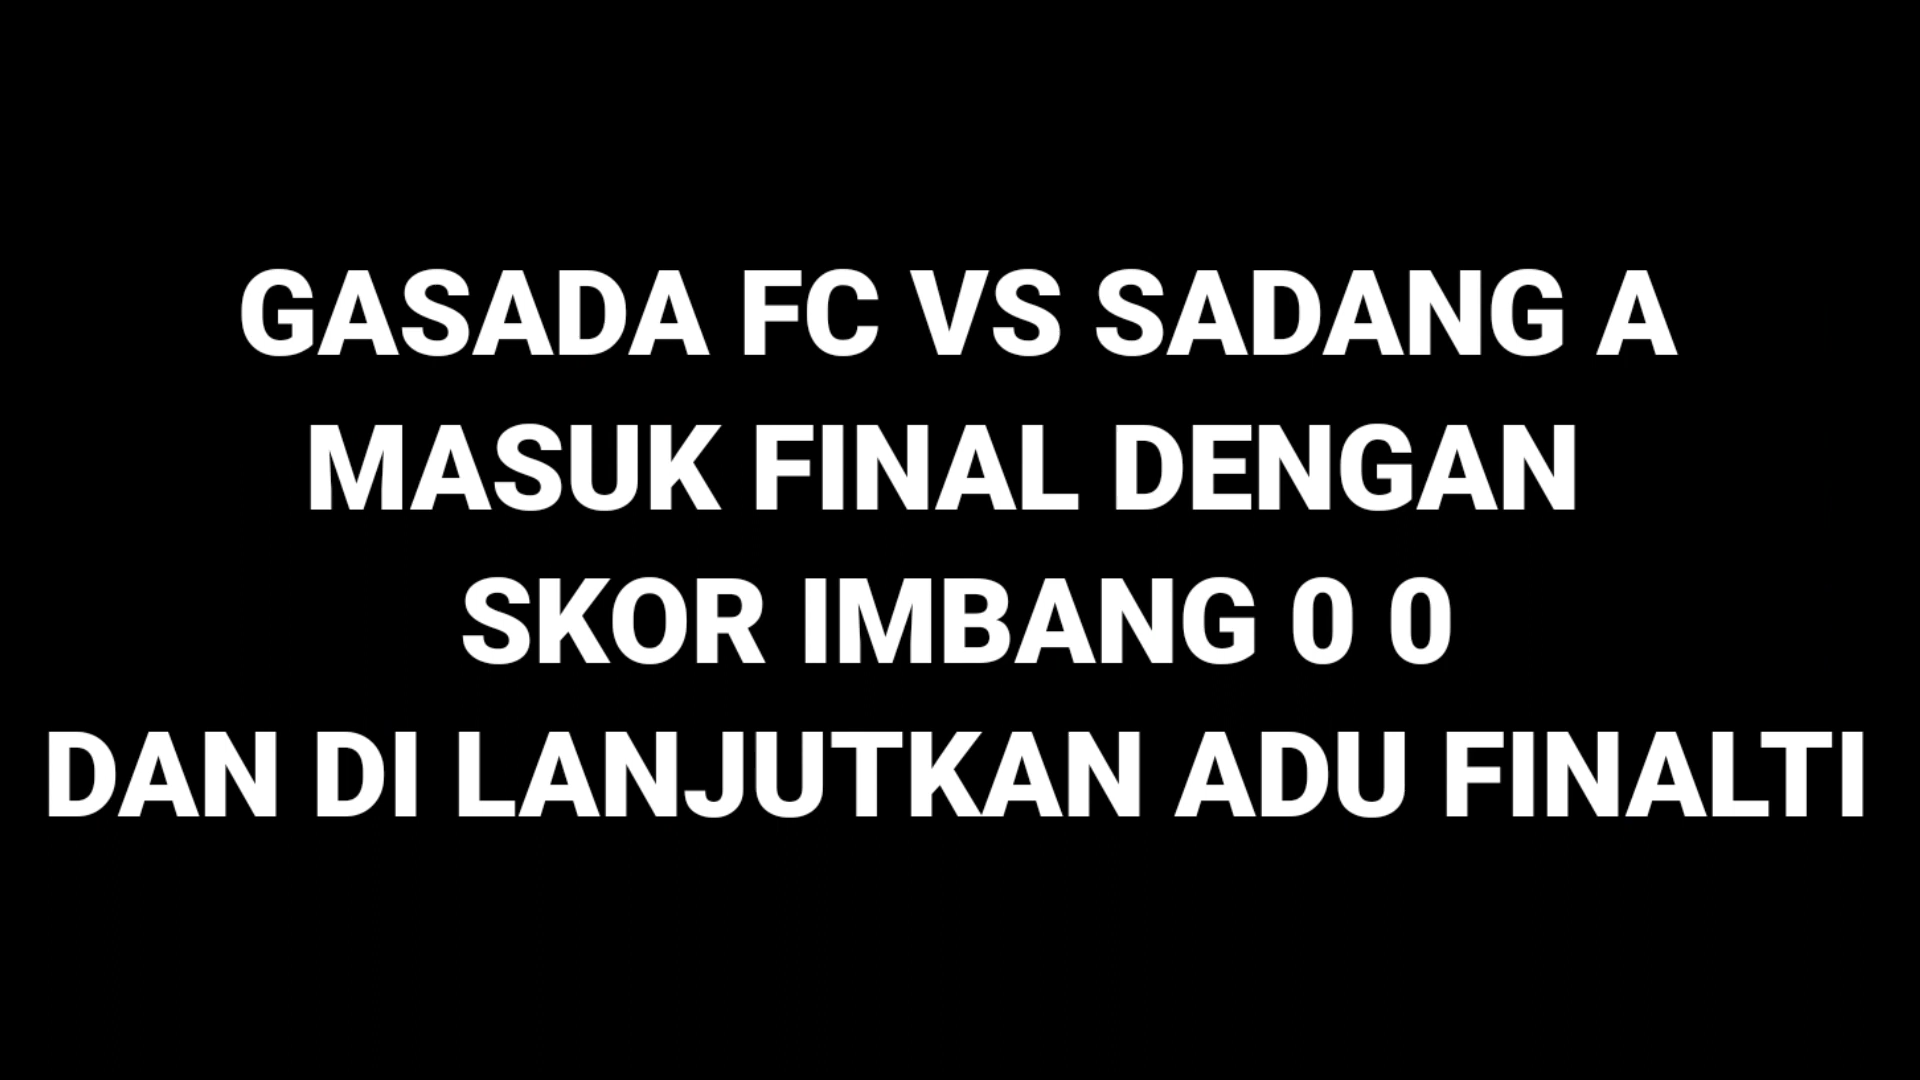 GASADA FC VS SADANG A
MASUK FINAL DENGAN
SKOR IMBANG 0 0
DAN DI LANJUTKAN ADU FINALTI